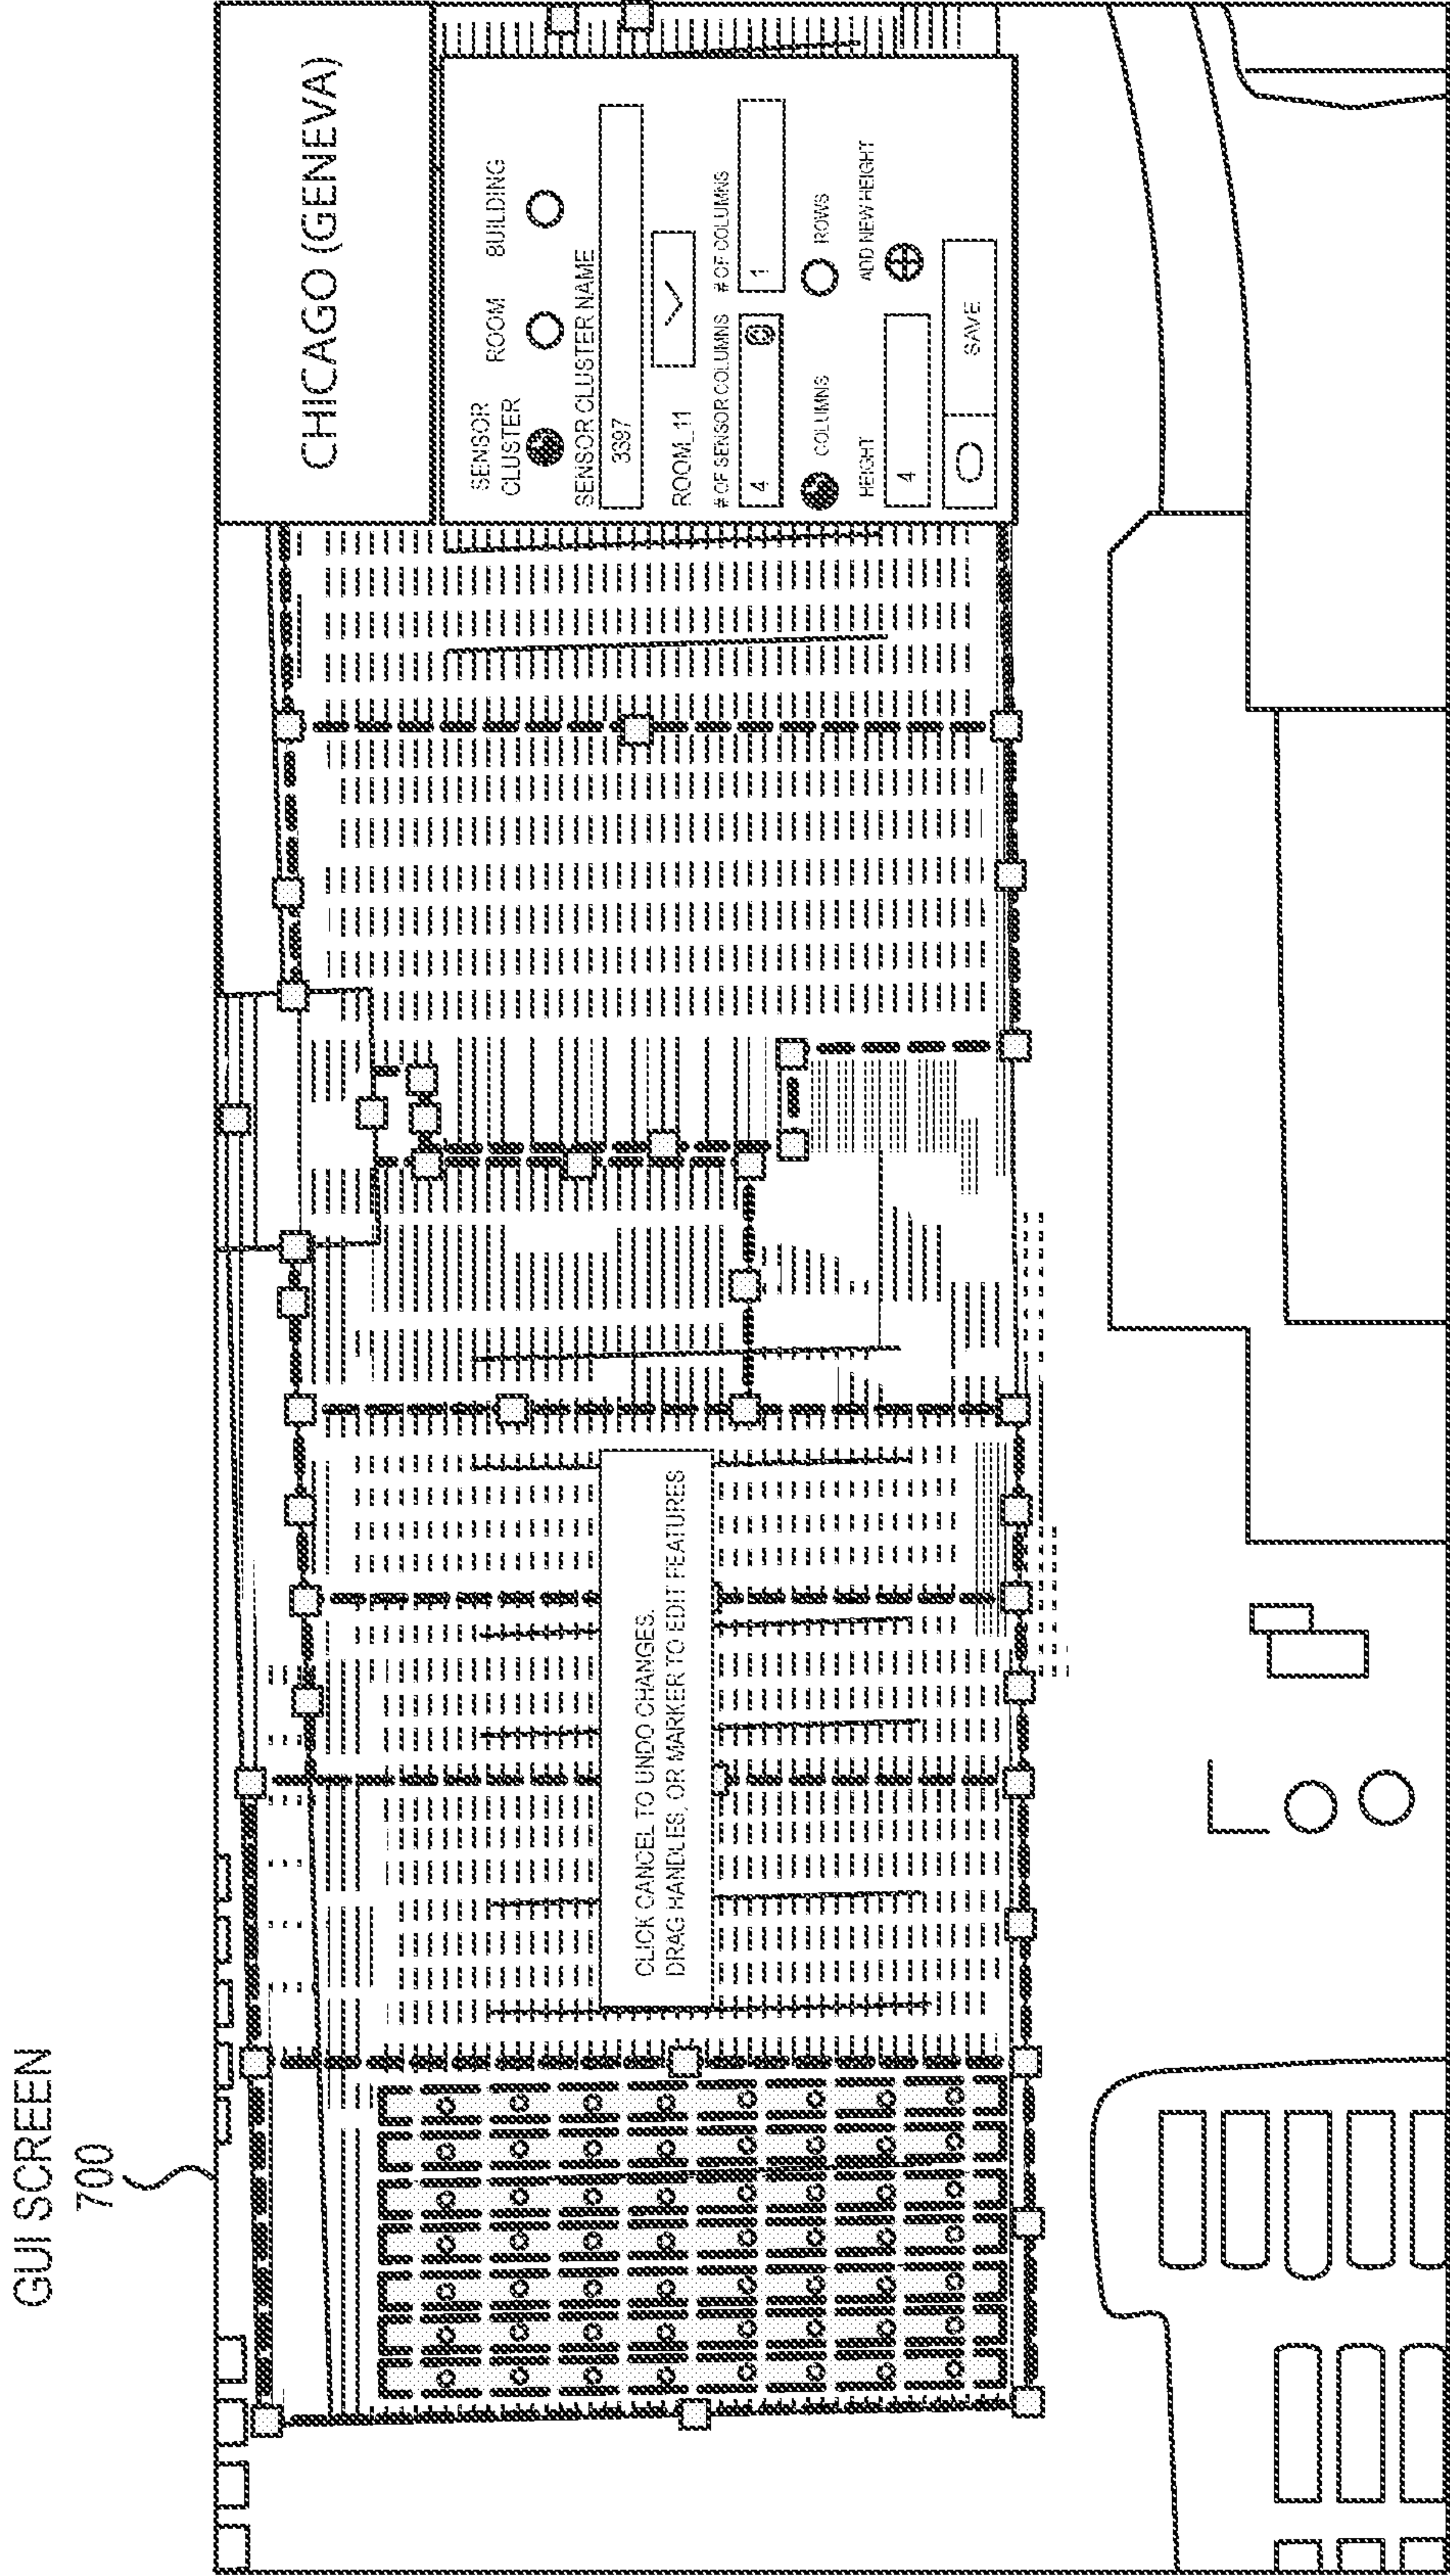 GUI SCREEN
700
CHICAGO (GENEVA)
SENSOR CLUSTER
ROOM
BUILDING
SENSOR CLUSTER NAME
3397
ROOM_11
# OF SENSOR COLUMNS
# OF COLUMNS
4
1
COLUMNS
ROWS
HEIGHT
ADD NEW HEIGHT
4
SAVE
CLICK CANCEL TO UNDO CHANGES.
DRAG HANDLES, OR MARKER TO EDIT FEATURES